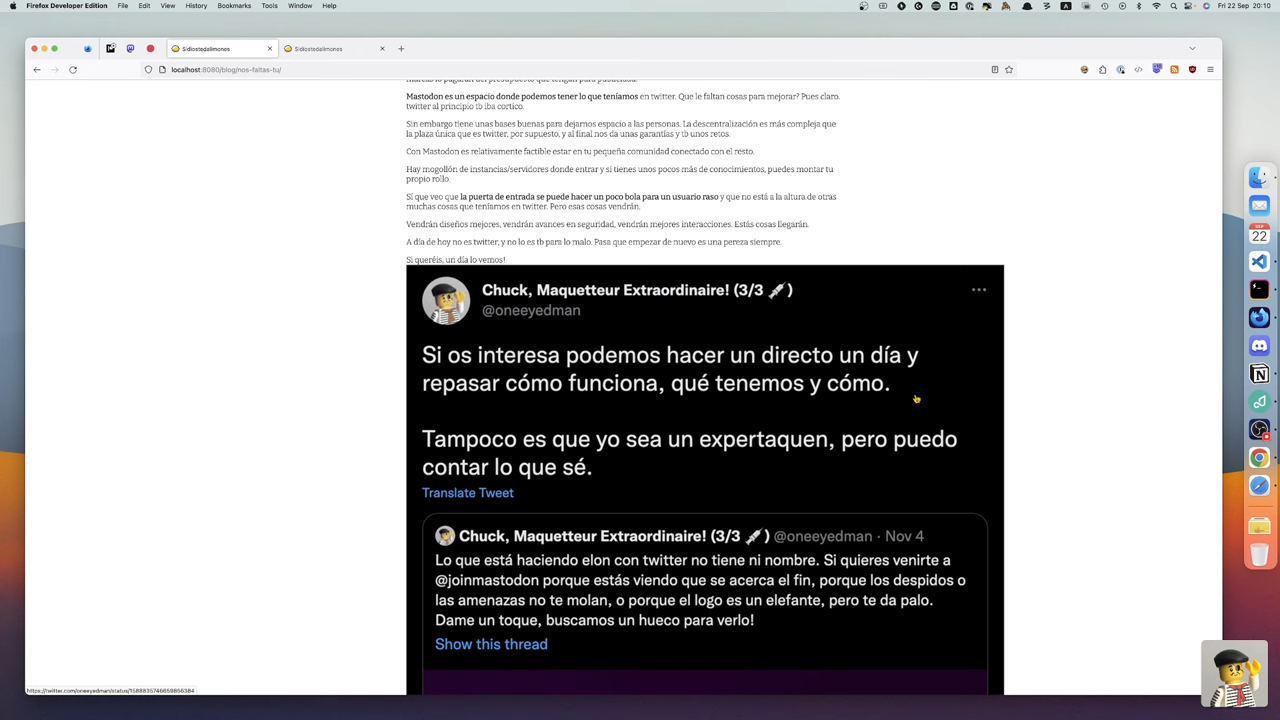 Firefox Developer Edition File Edit View History Bookmarks Tools Window Help
Fri 22 Sep 20:10
Sidiostedalimones
Sidiostedalimones
localhost:8080/blog/nos-faltas-tu/
Mastodon es un espacio donde podemos tener lo que teníamos en twitter. Que le faltan cosas para mejorar? Pues claro.
twitter al principio tb iba cortico.
Sin embargo tiene unas bases buenas para dejarnos espacio a las personas. La descentralización es más compleja que
la plaza única que es twitter, por supuesto, y al final nos da unas garantías y tb unos retos.
Con Mastodon es relativamente factible estar en tu pequeña comunidad conectado con el resto.
Hay mogollón de instancias/servidores donde entrar y si tienes unos pocos más de conocimientos, puedes montar tu
propio rollo.
Sí que veo que la puerta de entrada se puede hacer un poco bola para un usuario raso y que no está a la altura de otras
muchas cosas que teníamos en twitter. Pero esas cosas vendrán.
Vendrán diseños mejores, vendrán avances en seguridad, vendrán mejores interacciones. Estás cosas llegarán.
A día de hoy no es twitter, y no lo es tb para lo malo. Pasa que empezar de nuevo es una pereza siempre.
Si queréis, un día lo vemos!
Chuck, Maquetteur Extraordinaire! (3/3 💉)
@oneeyedman
Si os interesa podemos hacer un directo un día y
repasar cómo funciona, qué tenemos y cómo.
Tampoco es que yo sea un expertaquen, pero puedo
contar lo que sé.
Translate Tweet
Chuck, Maquetteur Extraordinaire! (3/3 💉) @oneeyedman · Nov 4
Lo que está haciendo elon con twitter no tiene ni nombre. Si quieres venirte a
@joinmastodon porque estás viendo que se acerca el fin, porque los despidos o
las amenazas no te molan, o porque el logo es un elefante, pero te da palo.
Dame un toque, buscamos un hueco para verlo!
Show this thread
SEP
22